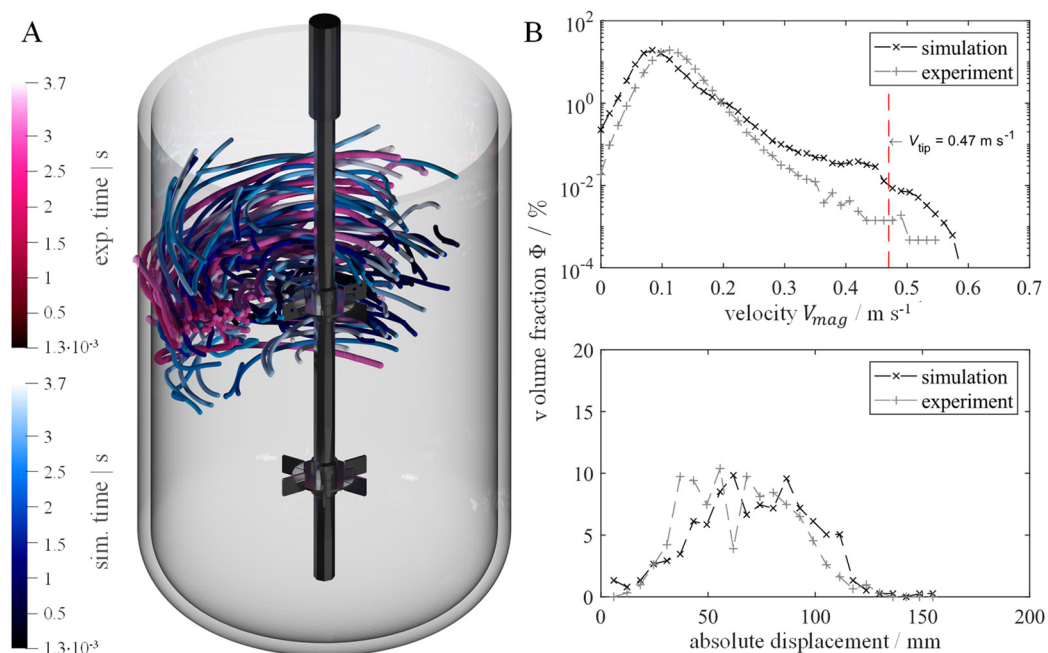 A
3.7
3
2.5
2
1.5
1
0.5
1.3·10⁻³
exp. time | s
3.7
3
2.5
2
1.5
1
0.5
1.3·10⁻³
sim. time | s
B
10²
10⁰
10⁻²
10⁻⁴
simulation
experiment
V_tip = 0.47 m s⁻¹
0 0.1 0.2 0.3 0.4 0.5 0.6 0.7
velocity V_mag / m s⁻¹
v olume fraction Φ / %
20
15
10
5
0
simulation
experiment
0 50 100 150 200
absolute displacement / mm